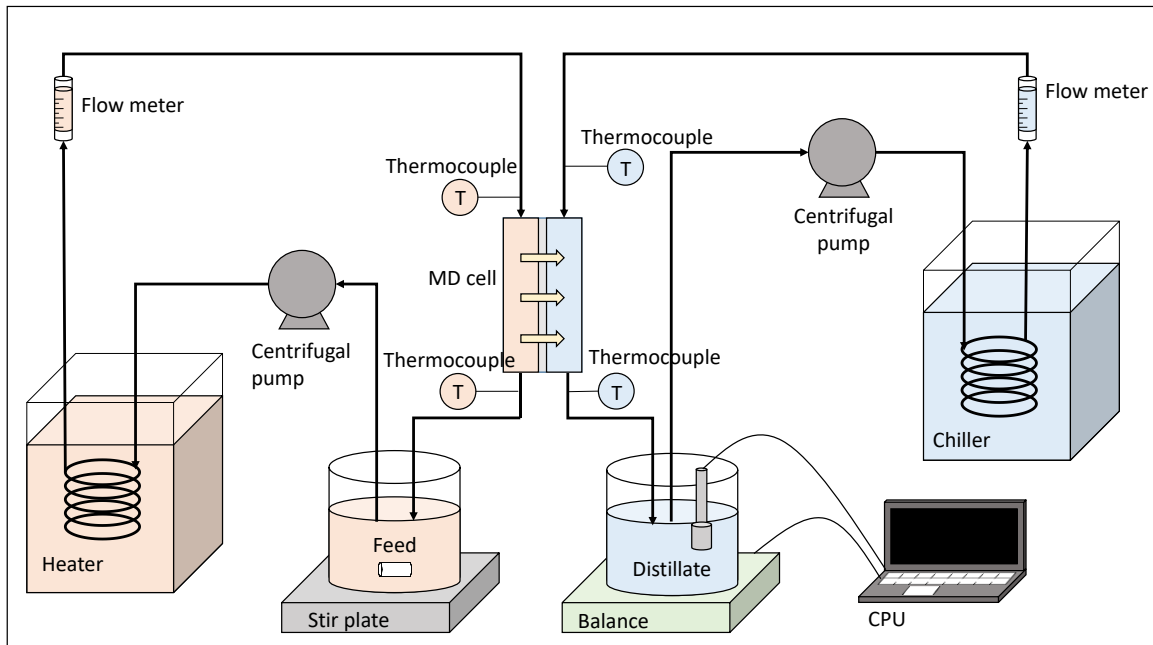 Flow meter
Flow meter
Thermocouple
Thermocouple
T
T
Centrifugal
pump
MD cell
Centrifugal
pump
Thermocouple
Thermocouple
T
T
Chiller
Heater
Feed
Distillate
Stir plate
Balance
CPU